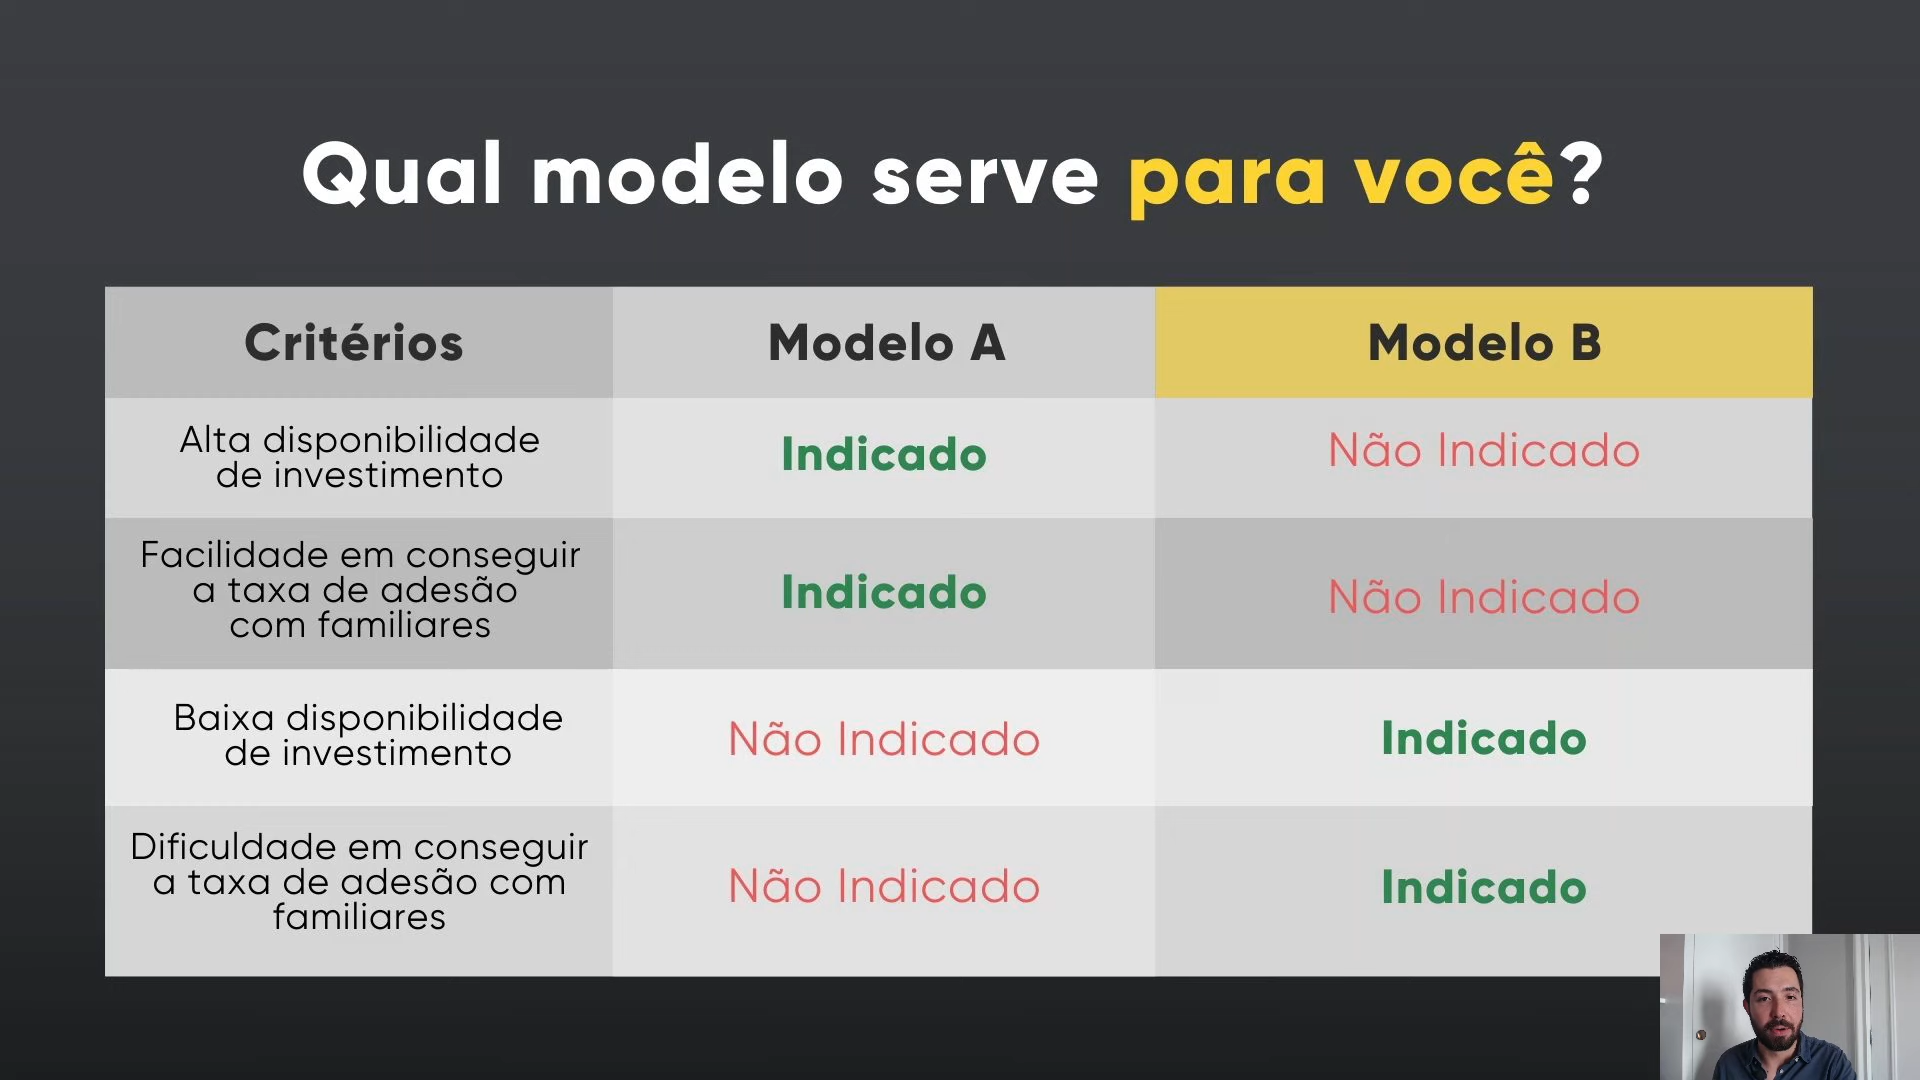 Qual modelo serve para você?
Critérios
Modelo A
Modelo B
Alta disponibilidade
de investimento
Indicado
Não Indicado
Facilidade em conseguir
a taxa de adesão
com familiares
Indicado
Não Indicado
Baixa disponibilidade
de investimento
Não Indicado
Indicado
Dificuldade em conseguir
a taxa de adesão com
familiares
Não Indicado
Indicado